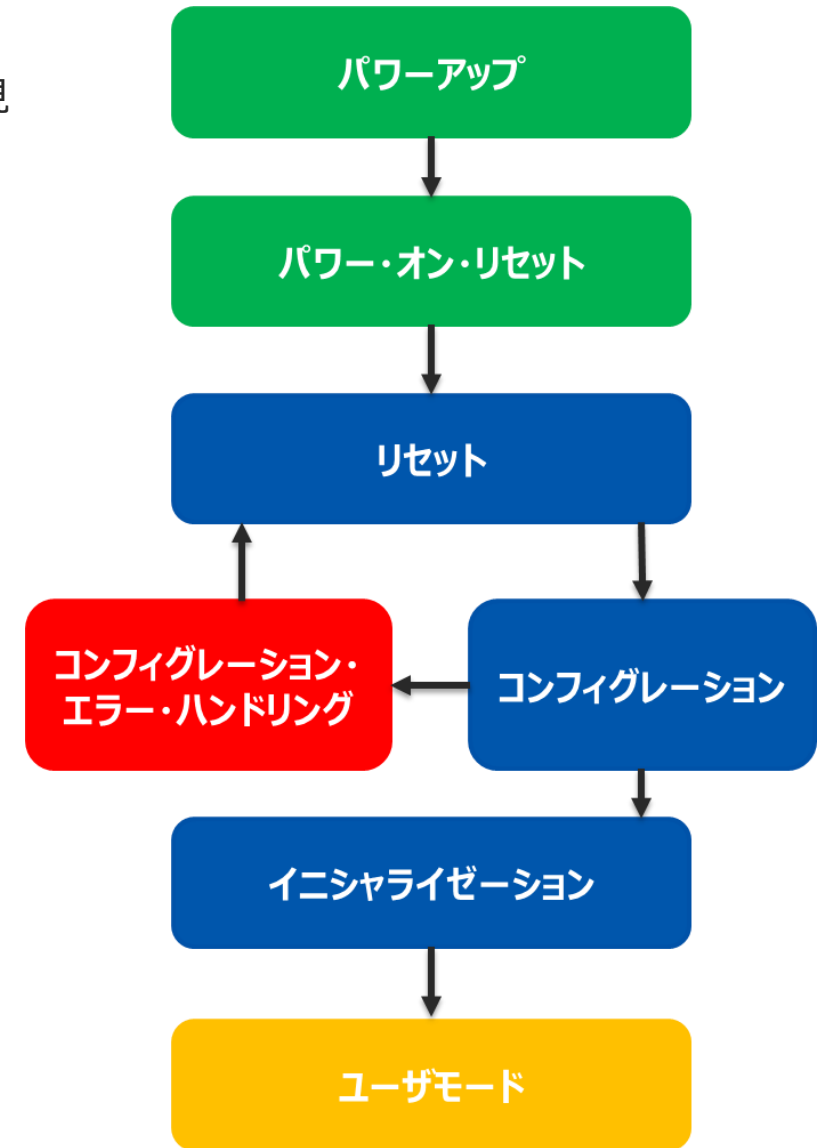 パワーアップ
パワー・オン・リセット
リセット
コンフィグレーション・
エラー・ハンドリング
コンフィグレーション
イニシャライゼーション
ユーザモード